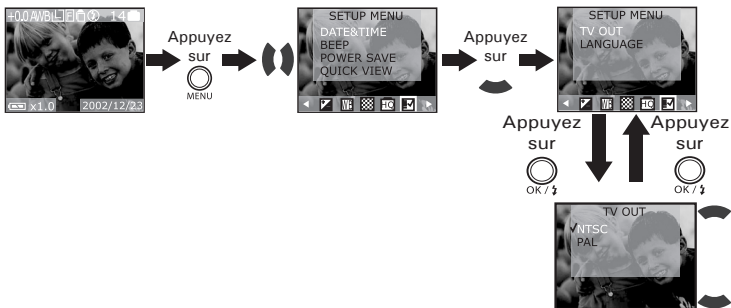 +0.0 AWB L F 14
x1.0 2002/12/23
Appuyez
sur
MENU
SETUP MENU
DATE&TIME
BEEP
POWER SAVE
QUICK VIEW
Appuyez
sur
SETUP MENU
TV OUT
LANGUAGE
Appuyez
sur
OK /
Appuyez
sur
OK /
TV OUT
✓NTSC
PAL